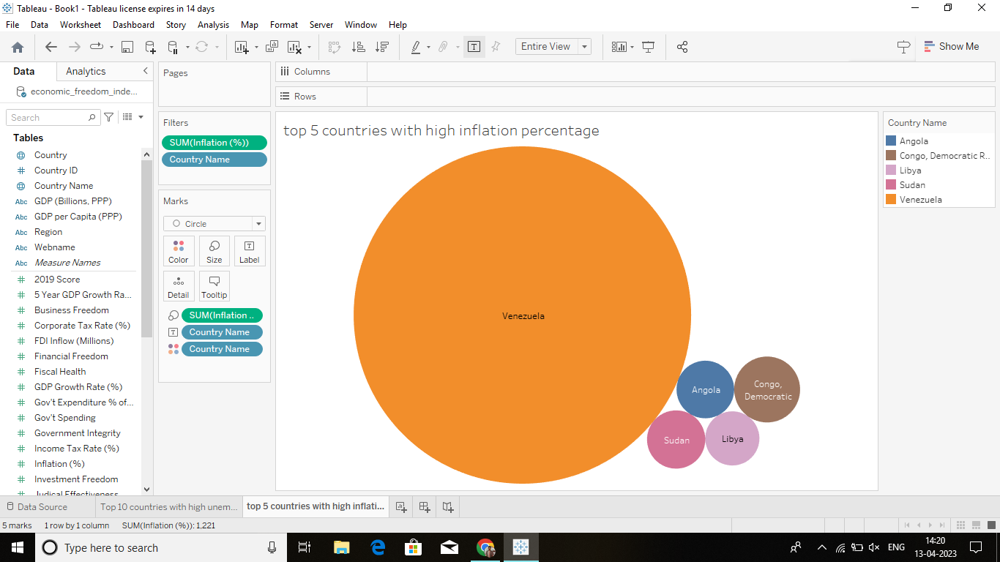 Tableau - Book1 - Tableau license expires in 14 days
File Data Worksheet Dashboard Story Analysis Map Format Server Window Help
Entire View
Show Me
Data Analytics
economic_freedom_inde...
Search
Tables
Country
Country ID
Country Name
Abc GDP (Billions, PPP)
Abc GDP per Capita (PPP)
Abc Region
Abc Webname
Abc Measure Names
2019 Score
5 Year GDP Growth Ra...
Business Freedom
Corporate Tax Rate (%)
FDI Inflow (Millions)
Financial Freedom
Fiscal Health
GDP Growth Rate (%)
Gov't Expenditure % of...
Gov't Spending
Government Integrity
Income Tax Rate (%)
Inflation (%)
Investment Freedom
Judical Effectiveness
Pages
Filters
SUM(Inflation (%))
Country Name
Marks
Circle
Color Size Label
Detail Tooltip
SUM(Inflation ..
Country Name
Country Name
Columns
Rows
top 5 countries with high inflation percentage
Venezuela
Angola
Congo,
Democratic
Sudan
Libya
Country Name
Angola
Congo, Democratic R..
Libya
Sudan
Venezuela
Data Source
Top 10 countries with high unem...
top 5 countries with high inflati...
5 marks 1 row by 1 column SUM(Inflation (%)): 1,221
Type here to search
ENG
14:20
13-04-2023